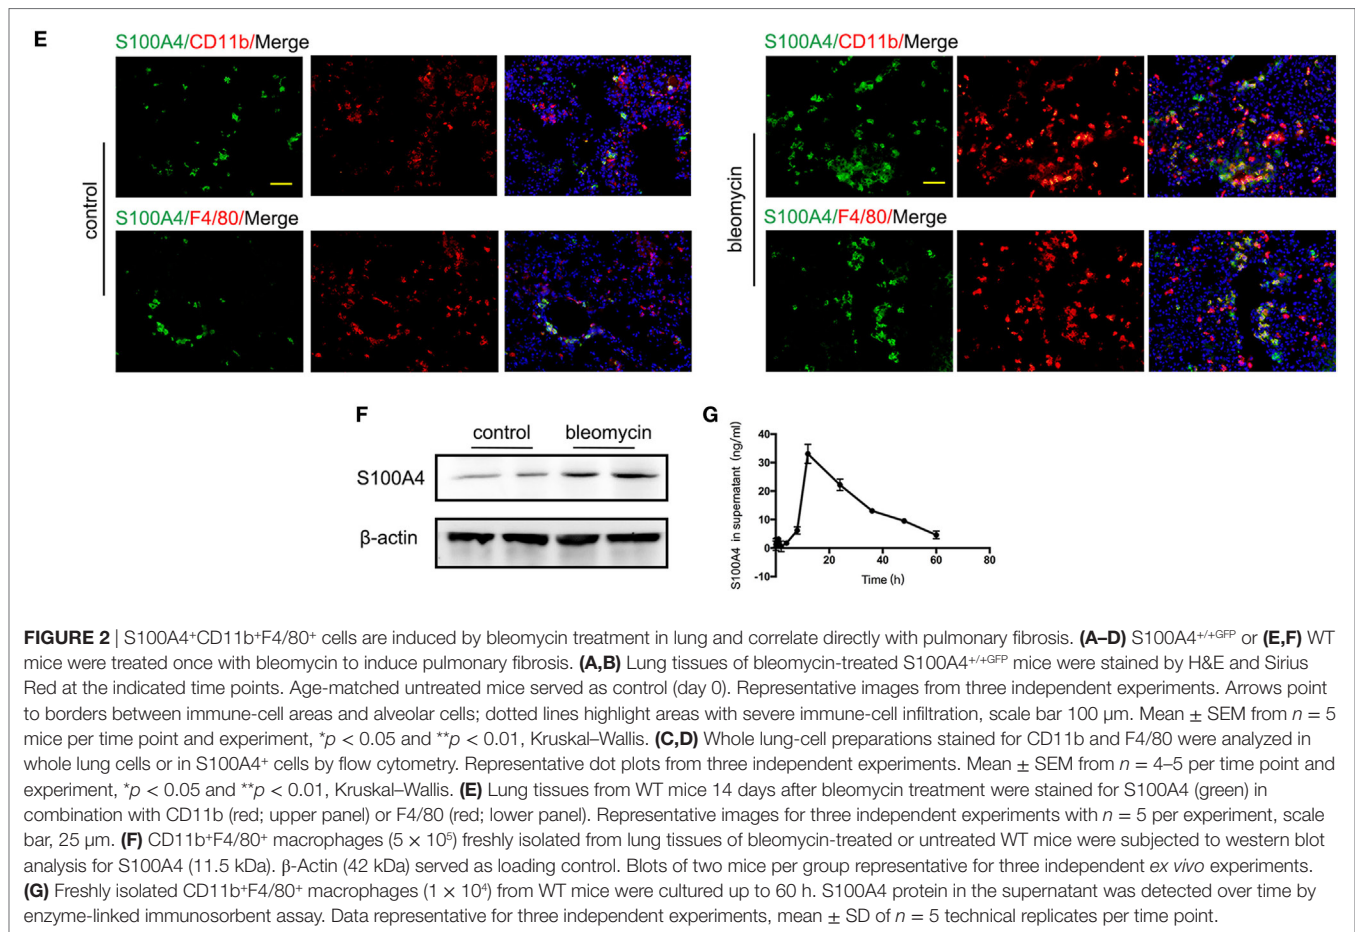 E
S100A4/CD11b/Merge
S100A4/CD11b/Merge
control
S100A4/F4/80/Merge
bleomycin
S100A4/F4/80/Merge
F
control bleomycin
S100A4
β-actin
G
S100A4 in supernatant (ng/ml)
40
30
20
10
0
-10
20 40 60 80
Time (h)
FIGURE 2 | S100A4⁺CD11b⁺F4/80⁺ cells are induced by bleomycin treatment in lung and correlate directly with pulmonary fibrosis. (A–D) S100A4⁺/⁺ᴳᶠᴾ or (E,F) WT
mice were treated once with bleomycin to induce pulmonary fibrosis. (A,B) Lung tissues of bleomycin-treated S100A4⁺/⁺ᴳᶠᴾ mice were stained by H&E and Sirius
Red at the indicated time points. Age-matched untreated mice served as control (day 0). Representative images from three independent experiments. Arrows point
to borders between immune-cell areas and alveolar cells; dotted lines highlight areas with severe immune-cell infiltration, scale bar 100 µm. Mean ± SEM from n = 5
mice per time point and experiment, *p < 0.05 and **p < 0.01, Kruskal–Wallis. (C,D) Whole lung-cell preparations stained for CD11b and F4/80 were analyzed in
whole lung cells or in S100A4⁺ cells by flow cytometry. Representative dot plots from three independent experiments. Mean ± SEM from n = 4–5 per time point and
experiment, *p < 0.05 and **p < 0.01, Kruskal–Wallis. (E) Lung tissues from WT mice 14 days after bleomycin treatment were stained for S100A4 (green) in
combination with CD11b (red; upper panel) or F4/80 (red; lower panel). Representative images for three independent experiments with n = 5 per experiment, scale
bar, 25 µm. (F) CD11b⁺F4/80⁺ macrophages (5 × 10⁵) freshly isolated from lung tissues of bleomycin-treated or untreated WT mice were subjected to western blot
analysis for S100A4 (11.5 kDa). β-Actin (42 kDa) served as loading control. Blots of two mice per group representative for three independent ex vivo experiments.
(G) Freshly isolated CD11b⁺F4/80⁺ macrophages (1 × 10⁴) from WT mice were cultured up to 60 h. S100A4 protein in the supernatant was detected over time by
enzyme-linked immunosorbent assay. Data representative for three independent experiments, mean ± SD of n = 5 technical replicates per time point.